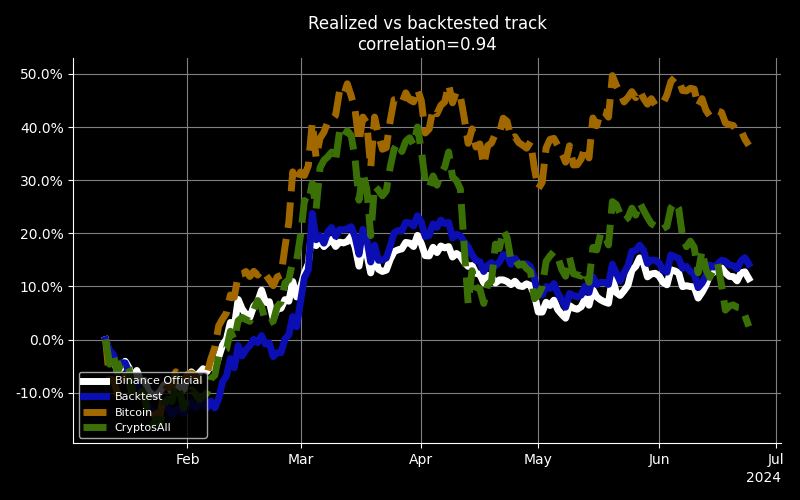 Realized vs backtested track
correlation=0.94
50.0%
40.0%
30.0%
20.0%
10.0%
0.0%
-10.0%
Binance Official
Backtest
Bitcoin
CryptosAll
Feb
Mar
Apr
May
Jun
Jul
2024